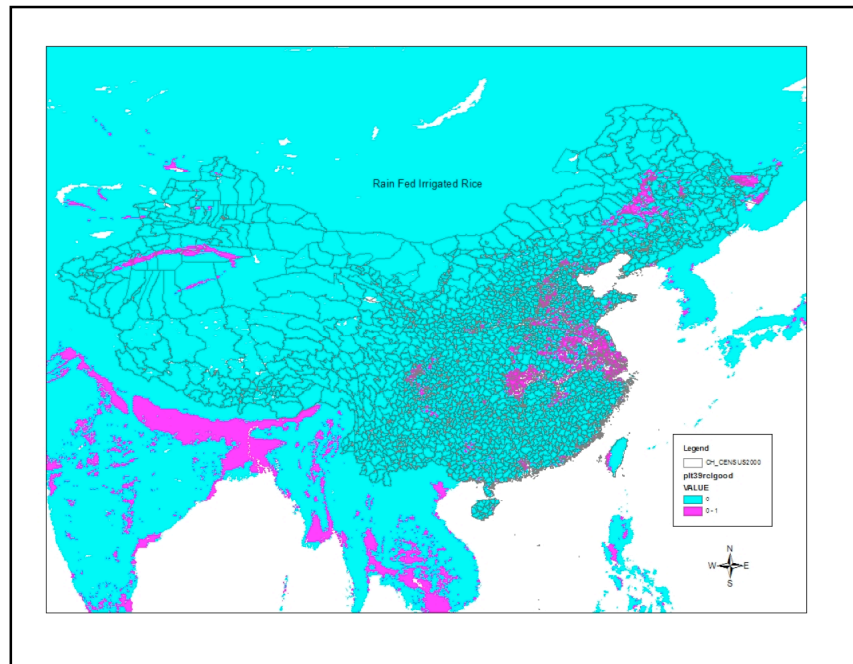 Rain Fed Irrigated Rice
Legend
CH_CENSUS2000
plt39rclgood
VALUE
0
0 - 1
N
W E
S